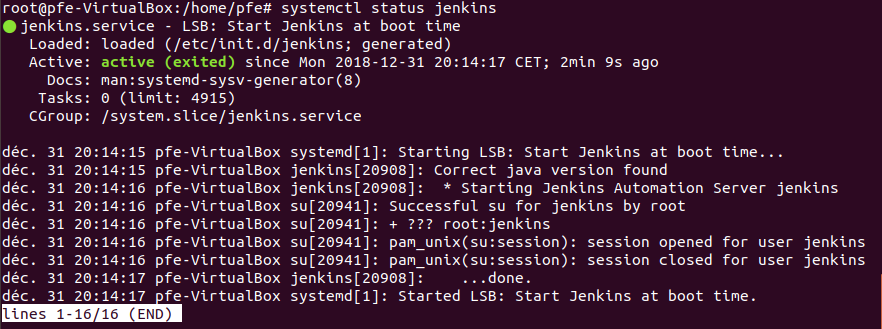 root@pfe-VirtualBox:/home/pfe# systemctl status jenkins
● jenkins.service - LSB: Start Jenkins at boot time
   Loaded: loaded (/etc/init.d/jenkins; generated)
   Active: active (exited) since Mon 2018-12-31 20:14:17 CET; 2min 9s ago
     Docs: man:systemd-sysv-generator(8)
    Tasks: 0 (limit: 4915)
   CGroup: /system.slice/jenkins.service

déc. 31 20:14:15 pfe-VirtualBox systemd[1]: Starting LSB: Start Jenkins at boot time...
déc. 31 20:14:15 pfe-VirtualBox jenkins[20908]: Correct java version found
déc. 31 20:14:16 pfe-VirtualBox jenkins[20908]:  * Starting Jenkins Automation Server jenkins
déc. 31 20:14:16 pfe-VirtualBox su[20941]: Successful su for jenkins by root
déc. 31 20:14:16 pfe-VirtualBox su[20941]: + ??? root:jenkins
déc. 31 20:14:16 pfe-VirtualBox su[20941]: pam_unix(su:session): session opened for user jenkins
déc. 31 20:14:16 pfe-VirtualBox su[20941]: pam_unix(su:session): session closed for user jenkins
déc. 31 20:14:17 pfe-VirtualBox jenkins[20908]:    ...done.
déc. 31 20:14:17 pfe-VirtualBox systemd[1]: Started LSB: Start Jenkins at boot time.
lines 1-16/16 (END)